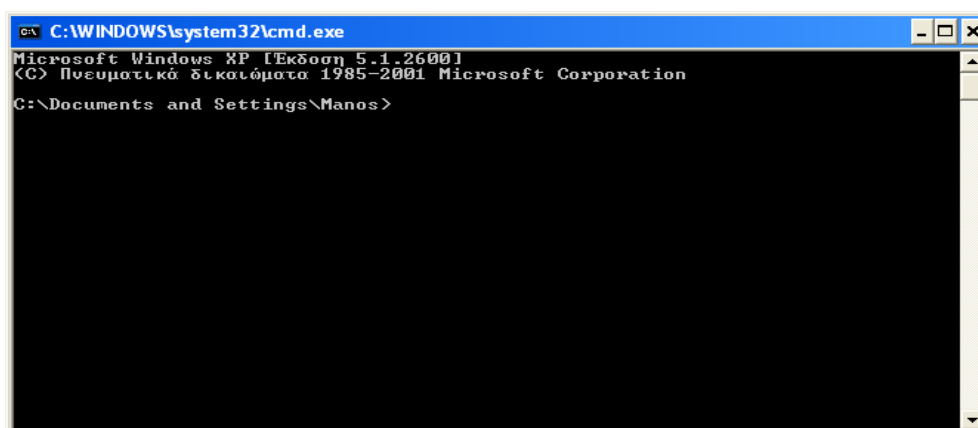 C:\WINDOWS\system32\cmd.exe
Microsoft Windows XP [Έκδοση 5.1.2600]
(C) Πνευματικά δικαιώματα 1985-2001 Microsoft Corporation
C:\Documents and Settings\Manos>